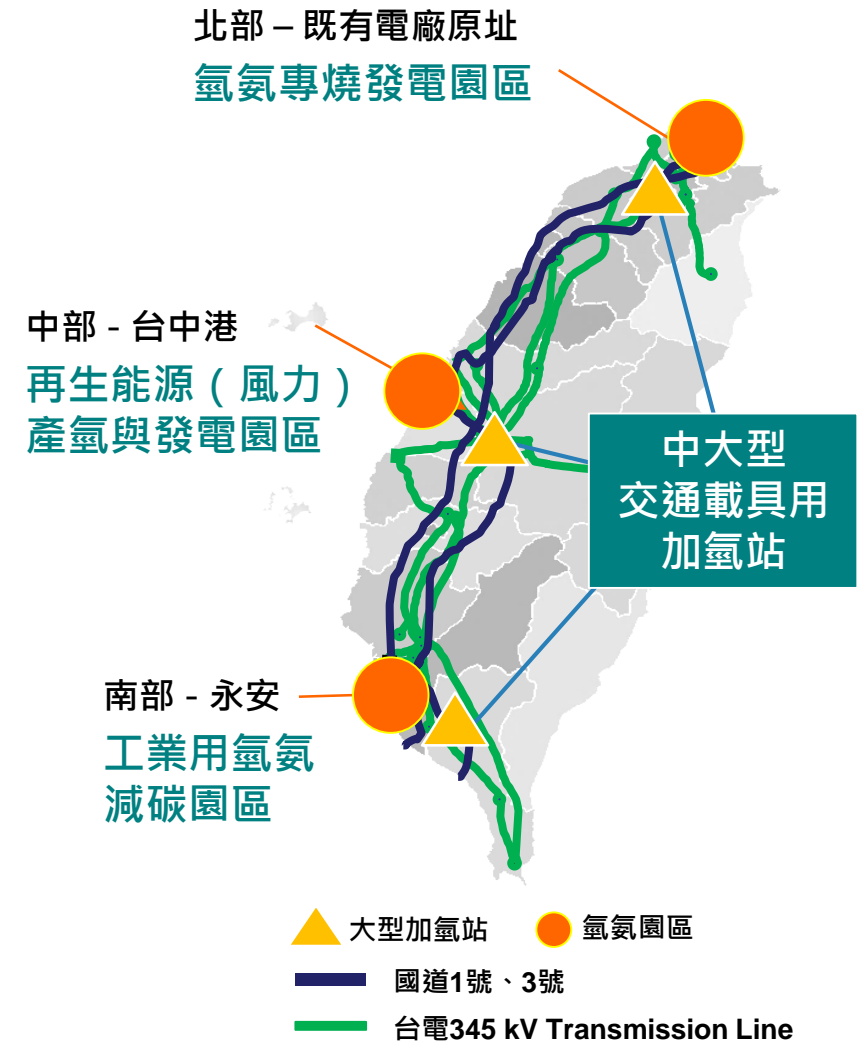 北部 – 既有電廠原址
氫氨專燒發電園區
中部 - 台中港
再生能源（風力）
產氫與發電園區
中大型
交通載具用
加氫站
南部 - 永安
工業用氫氨
減碳園區
大型加氫站
氫氨園區
國道1號、3號
台電345 kV Transmission Line